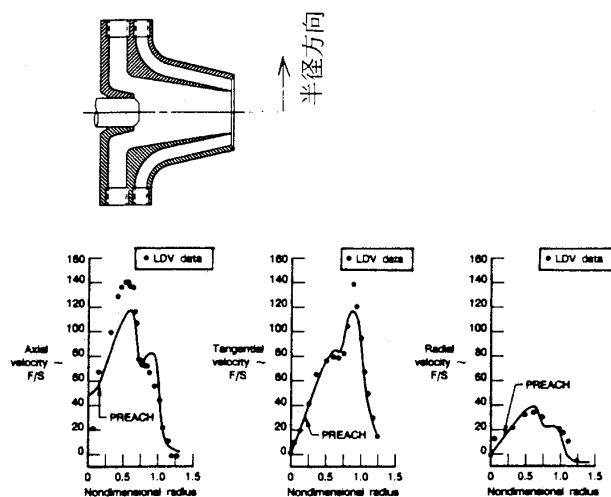 半径方向
LDV data
160
140
120
100
80
60
40
20
0
Axial
velocity ~
F/S
PREACH
0 0.5 1.0 1.5
Nondimensional radius
LDV data
160
140
120
100
80
60
40
20
0
Tangential
velocity ~
F/S
PREACH
0 0.5 1.0 1.5
Nondimensional radius
LDV data
160
140
120
100
80
60
40
20
0
Radial
velocity ~
F/S
PREACH
0 0.5 1.0 1.5
Nondimensional radius